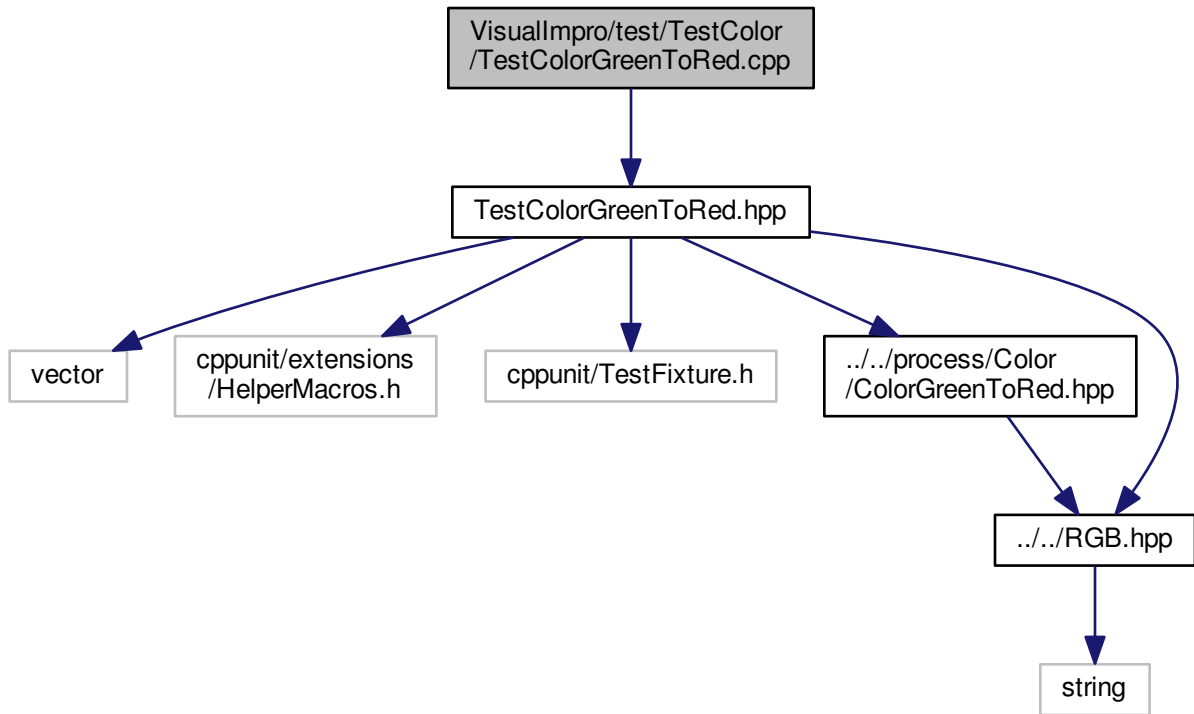 VisualImpro/test/TestColor
/TestColorGreenToRed.cpp
TestColorGreenToRed.hpp
vector
cppunit/extensions
/HelperMacros.h
cppunit/TestFixture.h
../../process/Color
/ColorGreenToRed.hpp
../../RGB.hpp
string